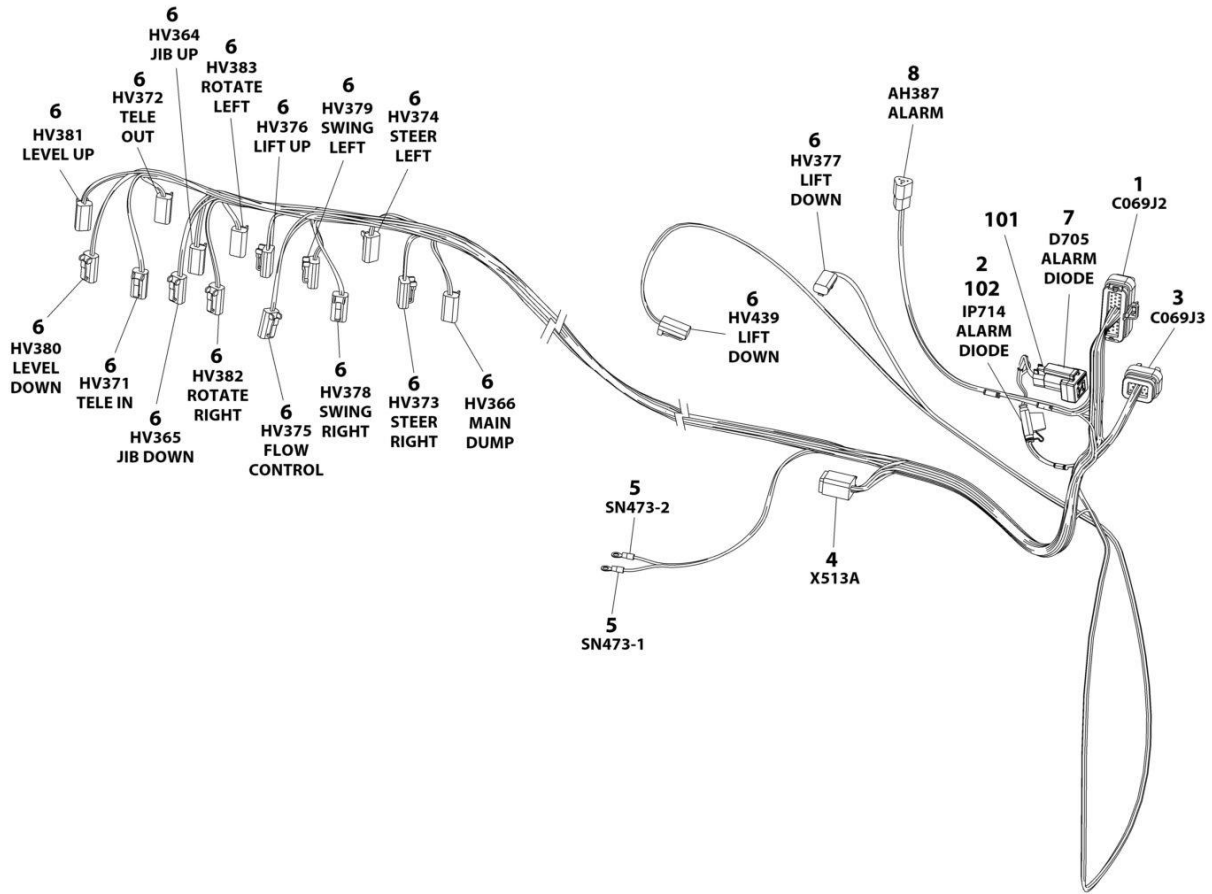 6
HV364
JIB UP
6
HV383
ROTATE
LEFT
6
HV372
TELE
OUT
6
HV381
LEVEL UP
6
HV376
LIFT UP
6
HV379
SWING
LEFT
6
HV374
STEER
LEFT
8
AH387
ALARM
6
HV377
LIFT
DOWN
1
C069J2
101
7
D705
ALARM
DIODE
2
102
IP714
ALARM
DIODE
3
C069J3
6
HV439
LIFT
DOWN
6
HV380
LEVEL
DOWN
6
HV371
TELE IN
6
HV365
JIB DOWN
6
HV382
ROTATE
RIGHT
6
HV375
FLOW
CONTROL
6
HV378
SWING
RIGHT
6
HV373
STEER
RIGHT
6
HV366
MAIN
DUMP
5
SN473-2
5
SN473-1
4
X513A